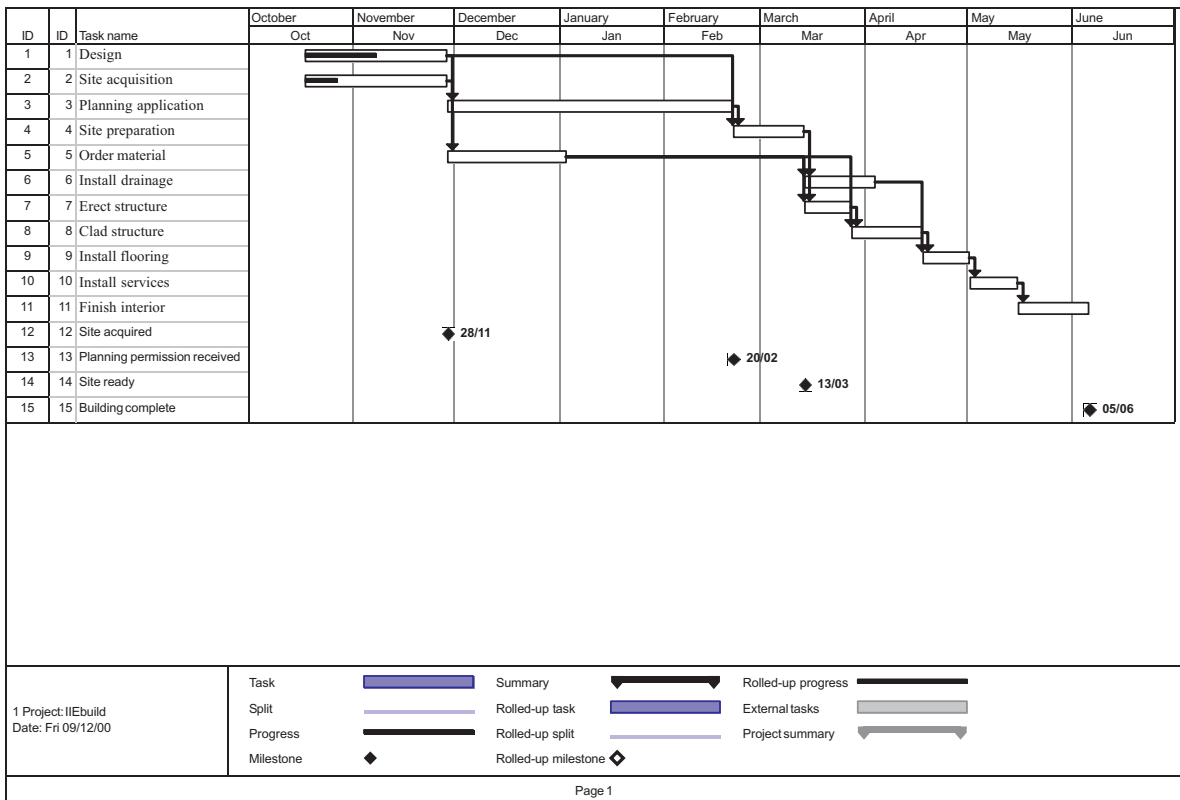 October November December January February March April May June
ID ID Task name Oct Nov Dec Jan Feb Mar Apr May Jun
1 1 Design
2 2 Site acquisition
3 3 Planning application
4 4 Site preparation
5 5 Order material
6 6 Install drainage
7 7 Erect structure
8 8 Clad structure
9 9 Install flooring
10 10 Install services
11 11 Finish interior
12 12 Site acquired 28/11
13 13 Planning permission received 20/02
14 14 Site ready 13/03
15 15 Building complete 05/06
Task Summary Rolled-up progress
Split Rolled-up task External tasks
Progress Rolled-up split Project summary
Milestone Rolled-up milestone
1 Project: IIEbuild
Date: Fri 09/12/00
Page 1